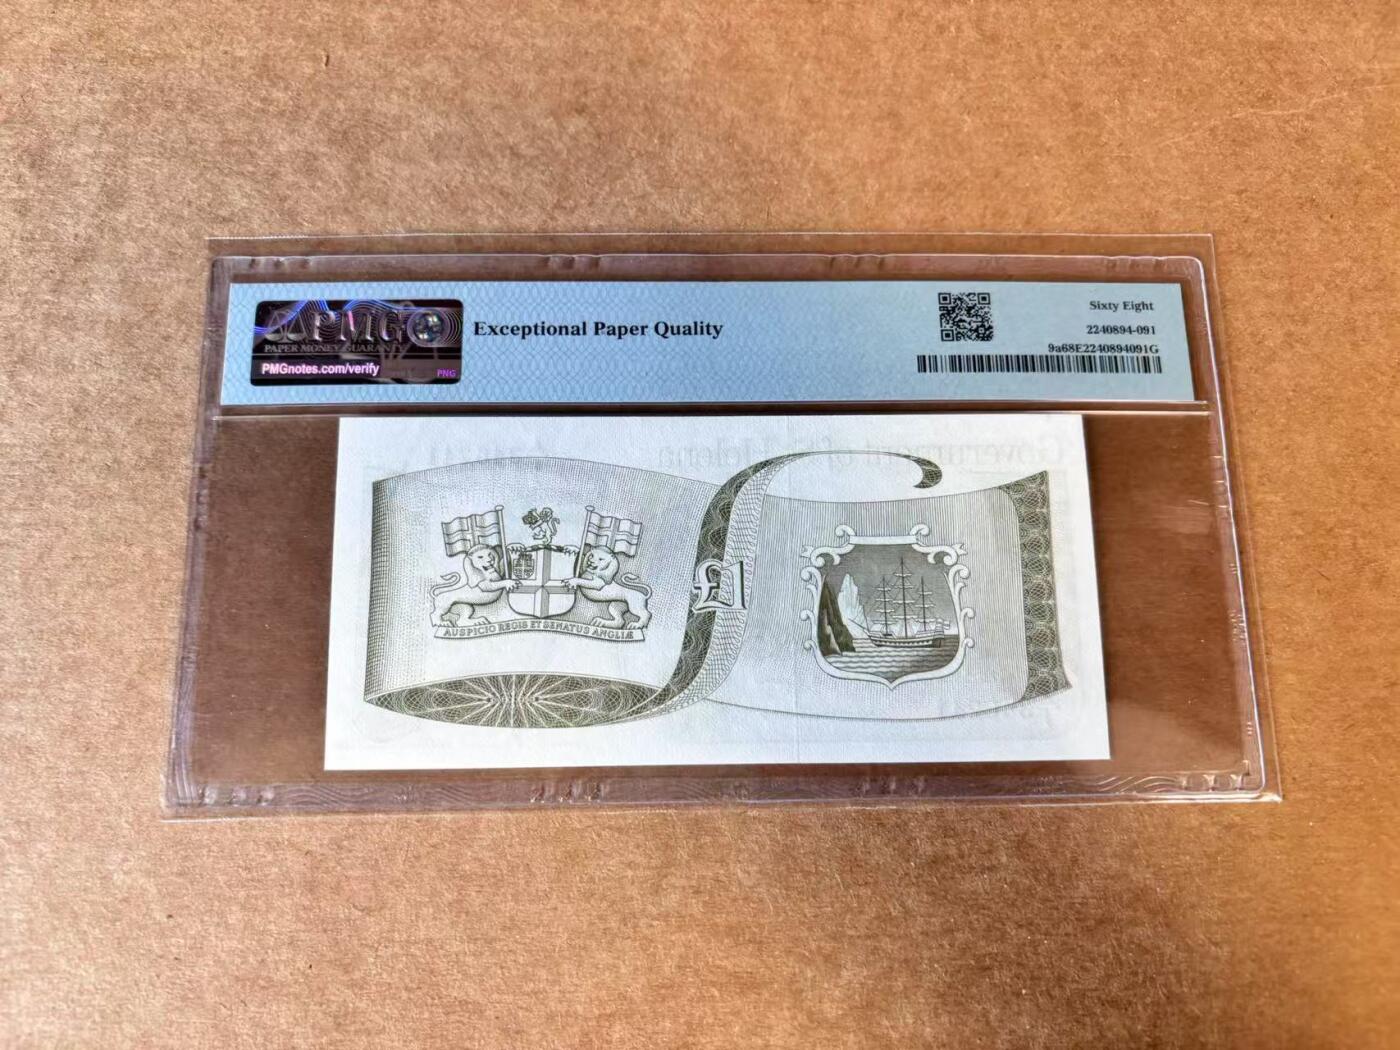 PMG
PAPER MONEY GUARANTY
PMGnotes.com/verify
PNG
Exceptional Paper Quality
Sixty Eight
2240894-091
9a68E2240894091G
£1
AUSPICIO REGIS ET SENATUS ANGLIÆ